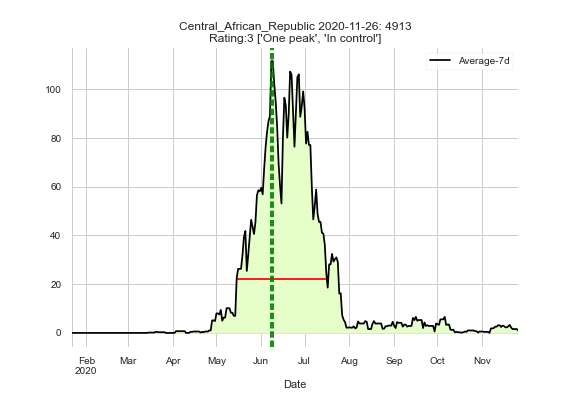 Central_African_Republic 2020-11-26: 4913
Rating:3 ['One peak', 'In control']
Average-7d
100
80
60
40
20
0
Feb Mar Apr May Jun Jul Aug Sep Oct Nov
2020
Date